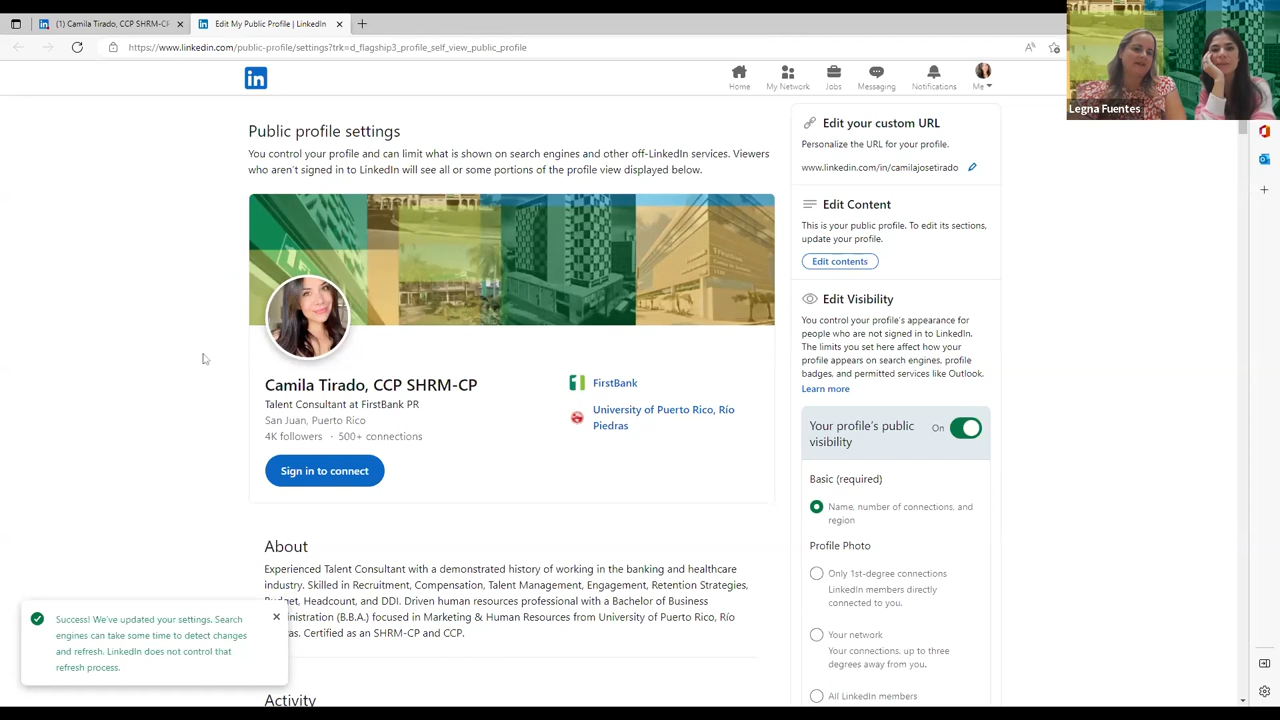 (1) Camila Tirado, CCP SHRM-CP
Edit My Public Profile | LinkedIn
https://www.linkedin.com/public-profile/settings?trk=d_flagship3_profile_self_view_public_profile
Legna Fuentes
in
Home
My Network
Jobs
Messaging
Notifications
Me
Public profile settings
You control your profile and can limit what is shown on search engines and other off-LinkedIn services. Viewers
who aren't signed in to LinkedIn will see all or some portions of the profile view displayed below.
Camila Tirado, CCP SHRM-CP
Talent Consultant at FirstBank PR
San Juan, Puerto Rico
4K followers · 500+ connections
Sign in to connect
FirstBank
University of Puerto Rico, Río
Piedras
About
Experienced Talent Consultant with a demonstrated history of working in the banking and healthcare
industry. Skilled in Recruitment, Compensation, Talent Management, Engagement, Retention Strategies,
Headcount, and DDI. Driven human resources professional with a Bachelor of Business
(B.B.A.) focused in Marketing & Human Resources from University of Puerto Rico, Río
Certified as an SHRM-CP and CCP.
Activity
Success! We've updated your settings. Search
engines can take some time to detect changes
and refresh. LinkedIn does not control that
refresh process.
Edit your custom URL
Personalize the URL for your profile.
www.linkedin.com/in/camilajosetirado
Edit Content
This is your public profile. To edit its sections,
update your profile.
Edit contents
Edit Visibility
You control your profile's appearance for
people who are not signed in to LinkedIn.
The limits you set here affect how your
profile appears on search engines, profile
badges, and permitted services like Outlook.
Learn more
Your profile's public
visibility
On
Basic (required)
Name, number of connections, and
region
Profile Photo
Only 1st-degree connections
LinkedIn members directly
connected to you.
Your network
Your connections, up to three
degrees away from you.
All LinkedIn members